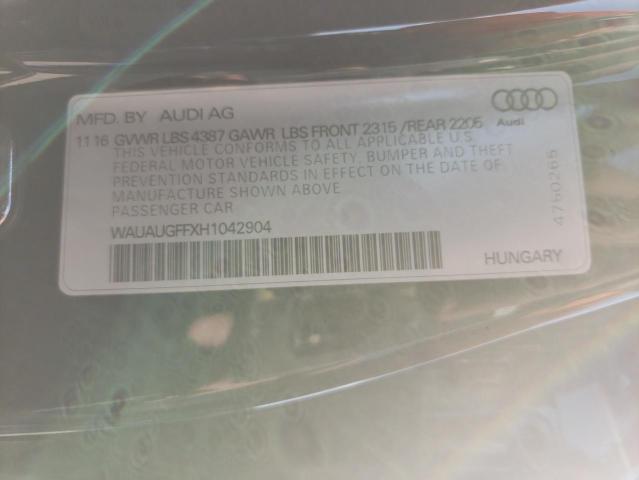 MFD. BY AUDI AG
Audi
11 16 GVWR LBS 4387 GAWR LBS FRONT 2315 / REAR 2205
THIS VEHICLE CONFORMS TO ALL APPLICABLE U.S.
FEDERAL MOTOR VEHICLE SAFETY, BUMPER AND THEFT
PREVENTION STANDARDS IN EFFECT ON THE DATE OF
MANUFACTURE SHOWN ABOVE
PASSENGER CAR
WAUAUGFFXH1042904
HUNGARY
4750265